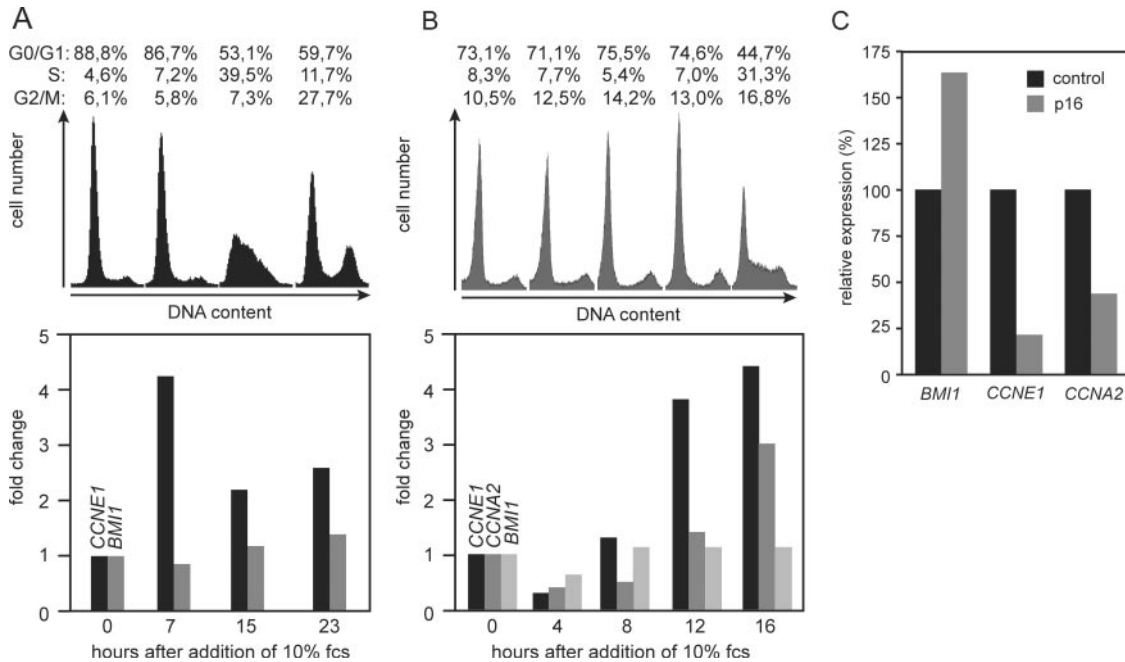 A
G0/G1: 88,8% 86,7% 53,1% 59,7%
S: 4,6% 7,2% 39,5% 11,7%
G2/M: 6,1% 5,8% 7,3% 27,7%
cell number
DNA content
5
4
3
2
1
0
fold change
CCNE1
BMI1
0 7 15 23
hours after addition of 10% fcs
B
73,1% 71,1% 75,5% 74,6% 44,7%
8,3% 7,7% 5,4% 7,0% 31,3%
10,5% 12,5% 14,2% 13,0% 16,8%
cell number
DNA content
5
4
3
2
1
0
fold change
CCNE1
CCNA2
BMI1
0 4 8 12 16
hours after addition of 10% fcs
C
175
150
125
100
75
50
25
0
relative expression (%)
control
p16
BMI1 CCNE1 CCNA2